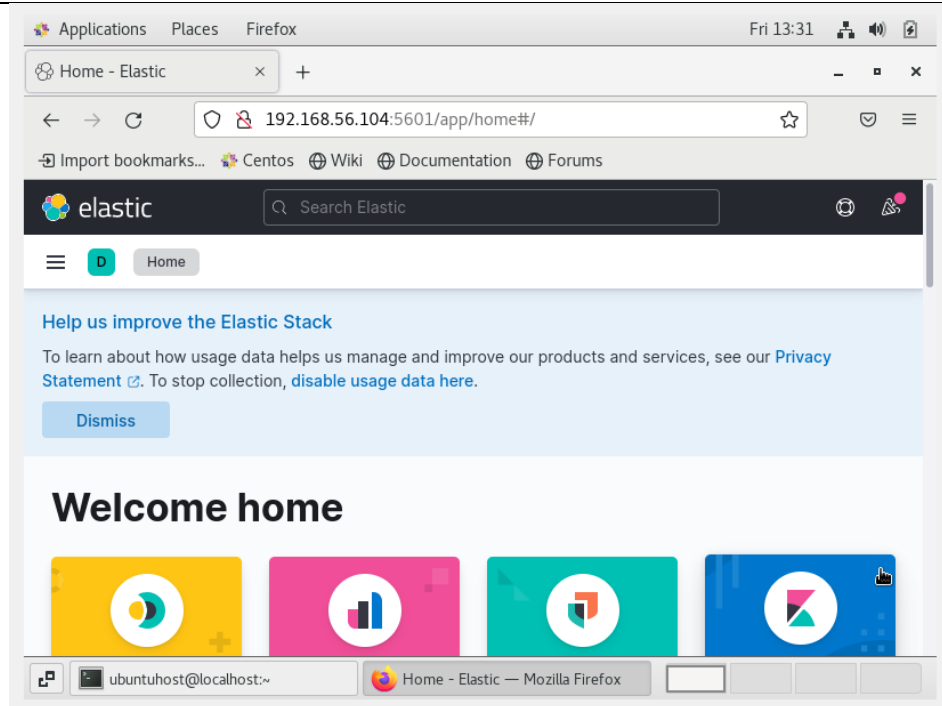 Applications Places Firefox Fri 13:31
Home - Elastic × +
192.168.56.104:5601/app/home#/
Import bookmarks... Centos Wiki Documentation Forums
elastic Search Elastic
D Home
Help us improve the Elastic Stack
To learn about how usage data helps us manage and improve our products and services, see our Privacy
Statement. To stop collection, disable usage data here.
Dismiss
Welcome home
ubuntuhost@localhost:~ Home - Elastic — Mozilla Firefox